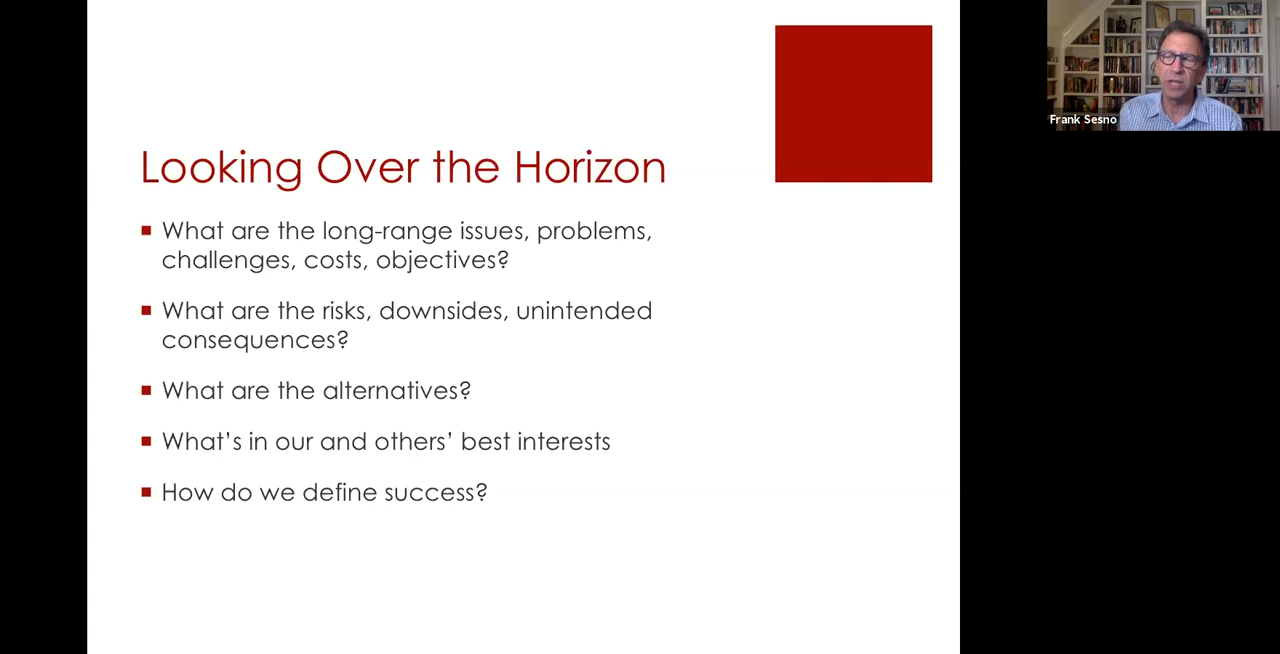 Looking Over the Horizon
What are the long-range issues, problems,
challenges, costs, objectives?
What are the risks, downsides, unintended
consequences?
What are the alternatives?
What’s in our and others’ best interests
How do we define success?
Frank Sesno